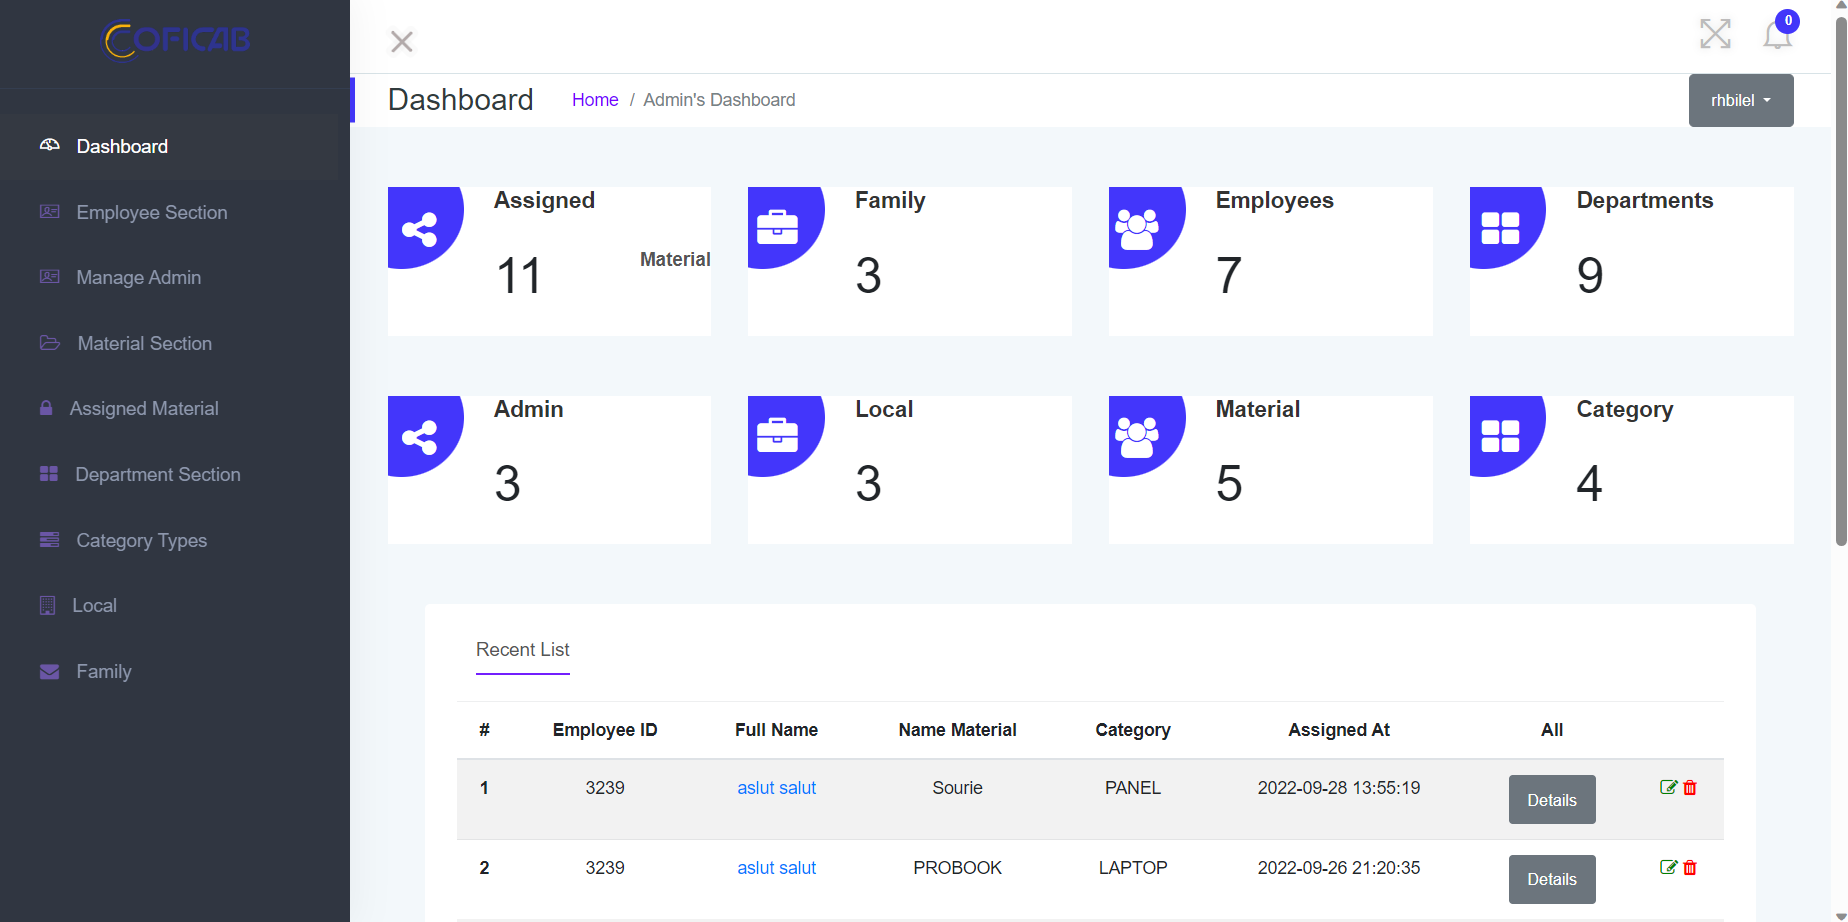 COFICAB
0
Dashboard Home / Admin's Dashboard rhbilel
Dashboard
Employee Section
Manage Admin
Material Section
Assigned Material
Department Section
Category Types
Local
Family
Assigned Family Employees Departments
Material
11 3 7 9
Admin Local Material Category
3 3 5 4
Recent List
# Employee ID Full Name Name Material Category Assigned At All
1 3239 aslut salut Sourie PANEL 2022-09-28 13:55:19 Details
2 3239 aslut salut PROBOOK LAPTOP 2022-09-26 21:20:35 Details